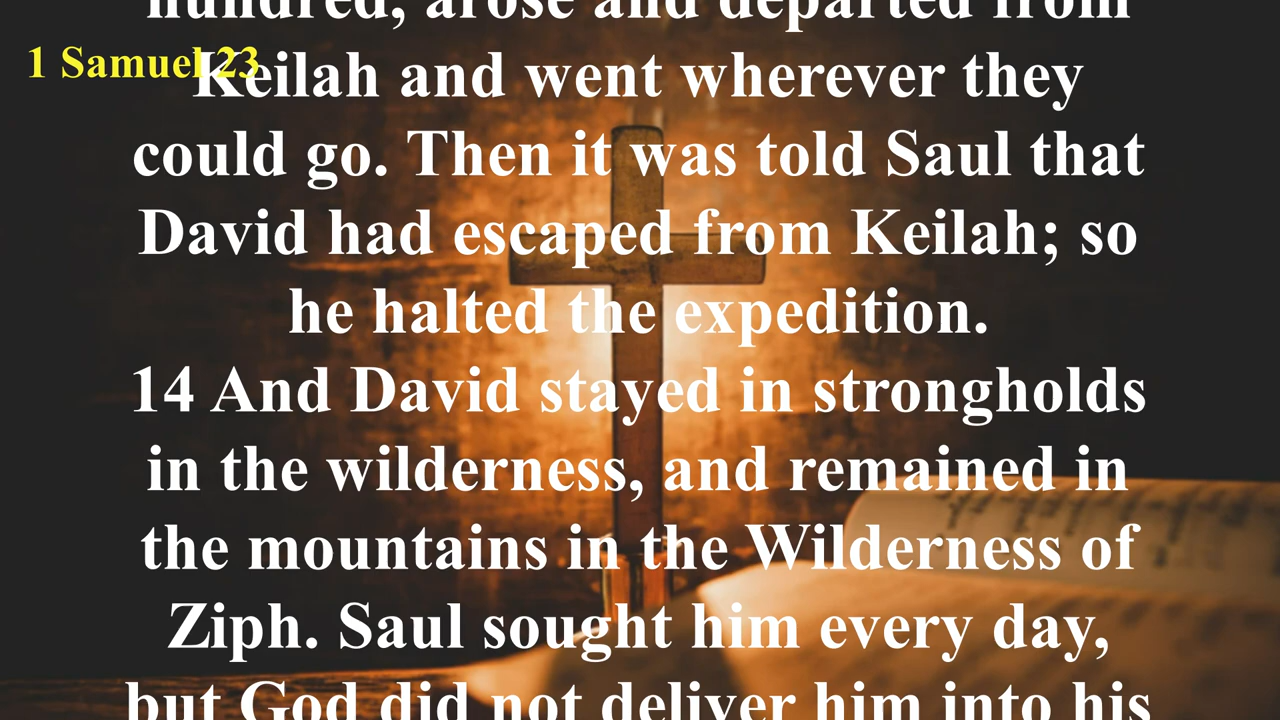 hundred, arose and departed from
1 Samuel 23
Keilah and went wherever they
could go. Then it was told Saul that
David had escaped from Keilah; so
he halted the expedition.
14 And David stayed in strongholds
in the wilderness, and remained in
the mountains in the Wilderness of
Ziph. Saul sought him every day,
but God did not deliver him into his